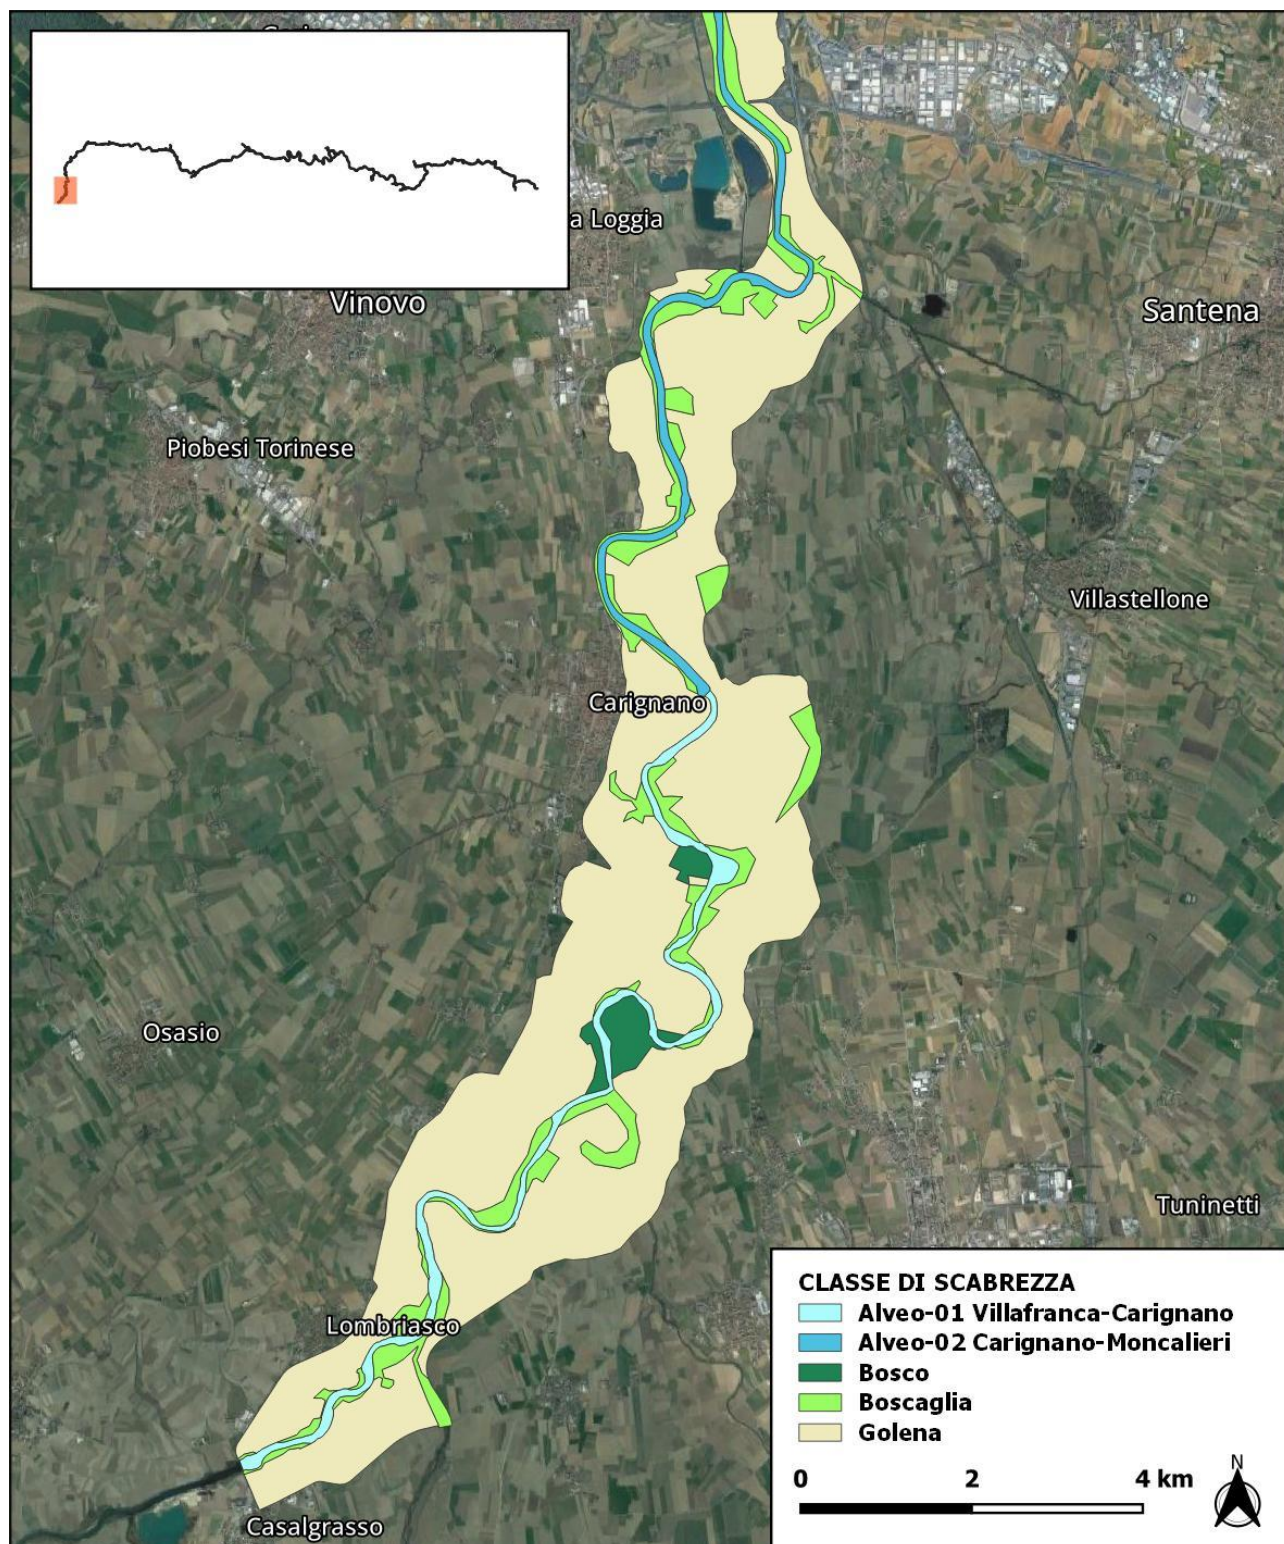 a Loggia
Vinovo
Santena
Piobesi Torinese
Villastellone
Carignano
Osasio
Tuninetti
Lombriasco
Casalgrasso
CLASSE DI SCABREZZA
Alveo-01 Villafranca-Carignano
Alveo-02 Carignano-Moncalieri
Bosco
Boscaglia
Golena
0 2 4 km
N